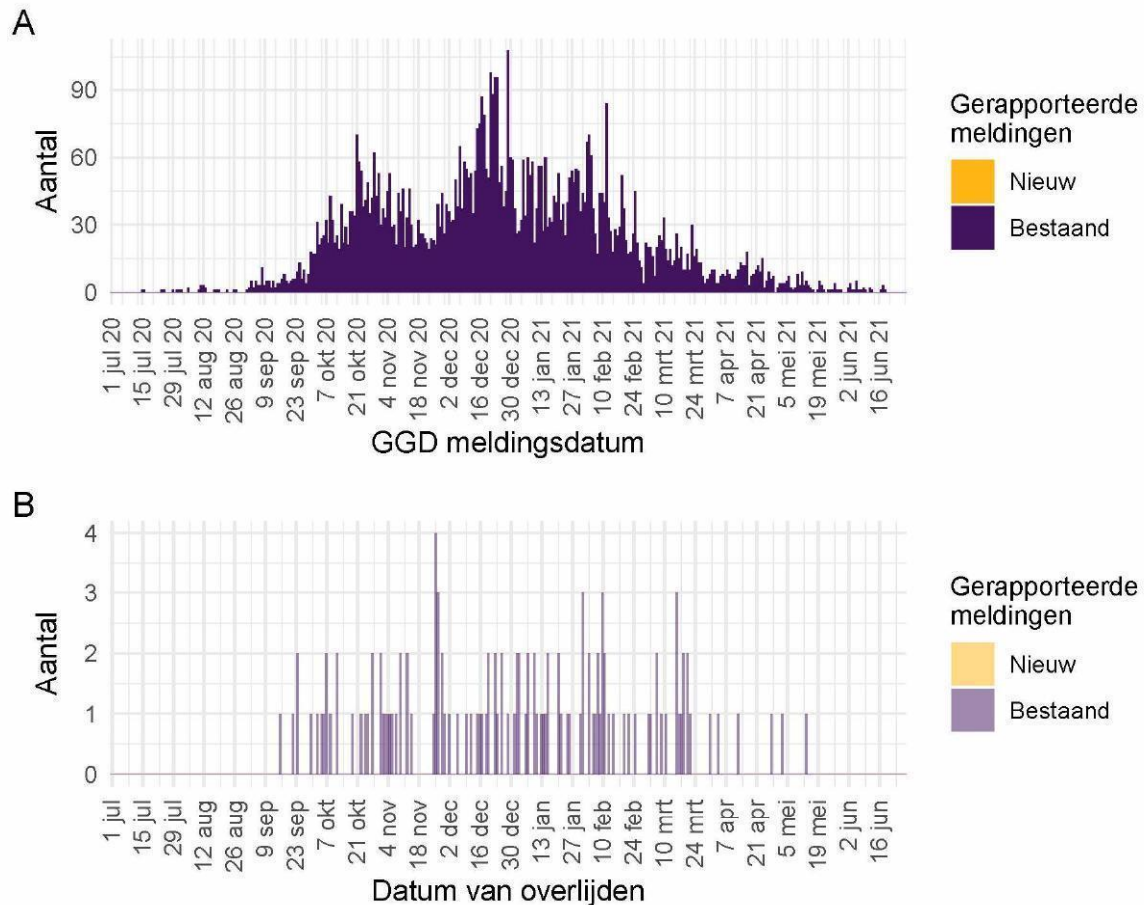 A
Aantal
90
60
30
0
1 jul 20
15 jul 20
29 jul 20
12 aug 20
26 aug 20
9 sep 20
23 sep 20
7 okt 20
21 okt 20
4 nov 20
18 nov 20
2 dec 20
16 dec 20
30 dec 20
13 jan 21
27 jan 21
10 feb 21
24 feb 21
10 mrt 21
24 mrt 21
7 apr 21
21 apr 21
5 mei 21
19 mei 21
2 jun 21
16 jun 21
GGD meldingsdatum
Gerapporteerde
meldingen
Nieuw
Bestaand
B
Aantal
4
3
2
1
0
1 jul
15 jul
29 jul
12 aug
26 aug
9 sep
23 sep
7 okt
21 okt
4 nov
18 nov
2 dec
16 dec
30 dec
13 jan
27 jan
10 feb
24 feb
10 mrt
24 mrt
7 apr
21 apr
5 mei
19 mei
2 jun
16 jun
Datum van overlijden
Gerapporteerde
meldingen
Nieuw
Bestaand